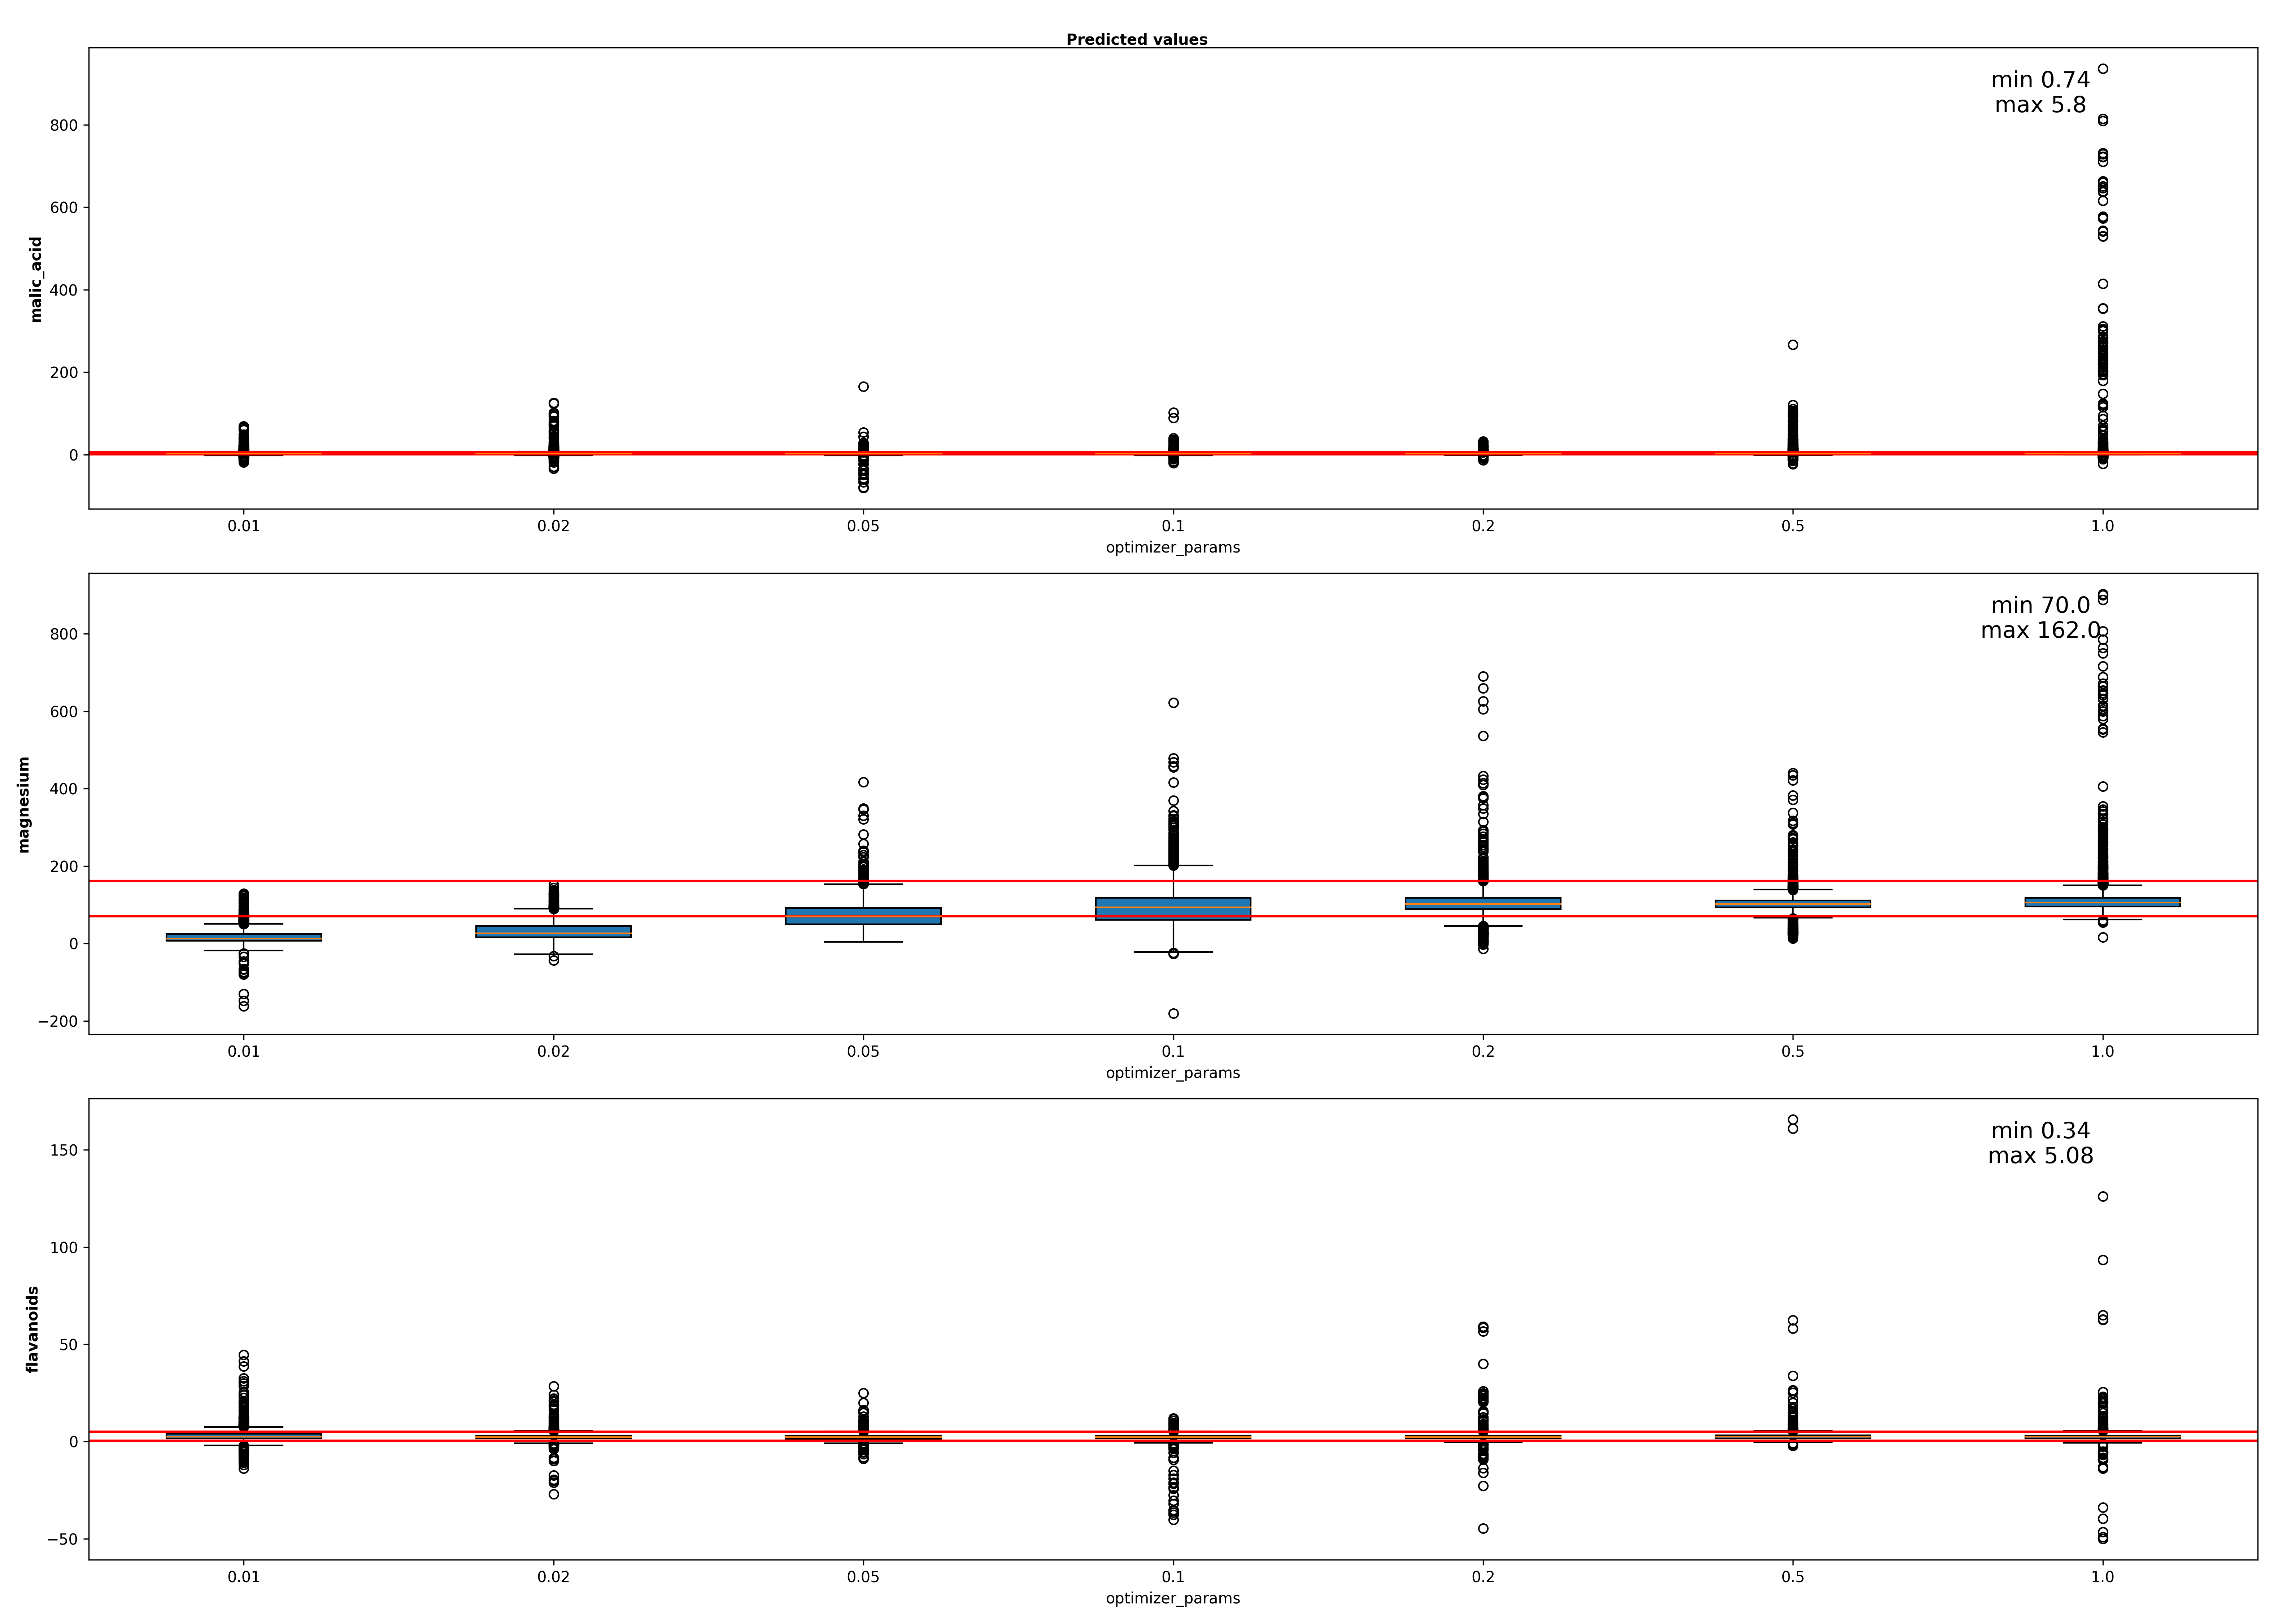 Predicted values
min 0.74
max 5.8
malic_acid
800
600
400
200
0
0.01 0.02 0.05 0.1 0.2 0.5 1.0
optimizer_params
min 70.0
max 162.0
magnesium
800
600
400
200
0
−200
0.01 0.02 0.05 0.1 0.2 0.5 1.0
optimizer_params
min 0.34
max 5.08
flavanoids
150
100
50
0
−50
0.01 0.02 0.05 0.1 0.2 0.5 1.0
optimizer_params